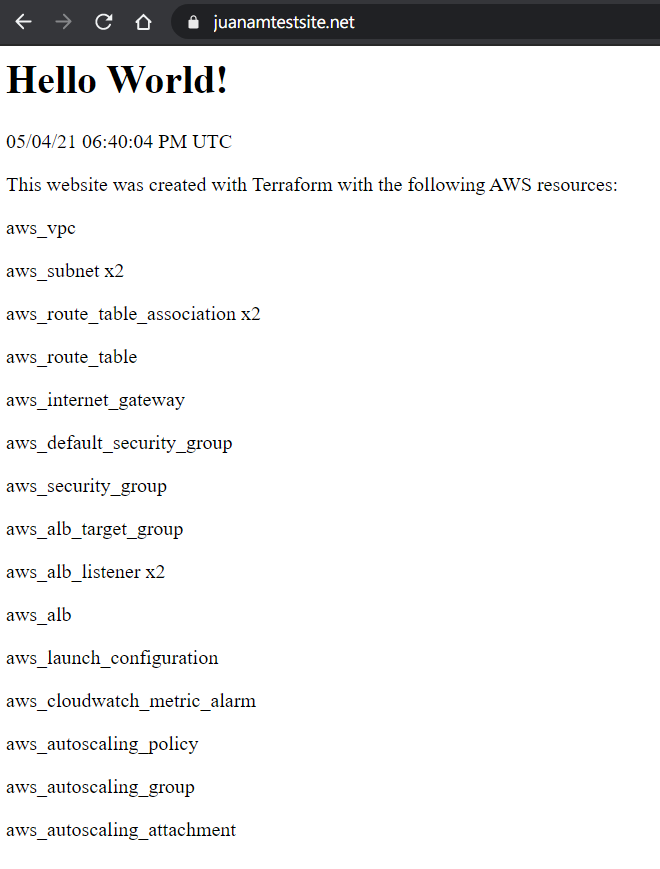 juanamtestsite.net
Hello World!
05/04/21 06:40:04 PM UTC
This website was created with Terraform with the following AWS resources:
aws_vpc
aws_subnet x2
aws_route_table_association x2
aws_route_table
aws_internet_gateway
aws_default_security_group
aws_security_group
aws_alb_target_group
aws_alb_listener x2
aws_alb
aws_launch_configuration
aws_cloudwatch_metric_alarm
aws_autoscaling_policy
aws_autoscaling_group
aws_autoscaling_attachment